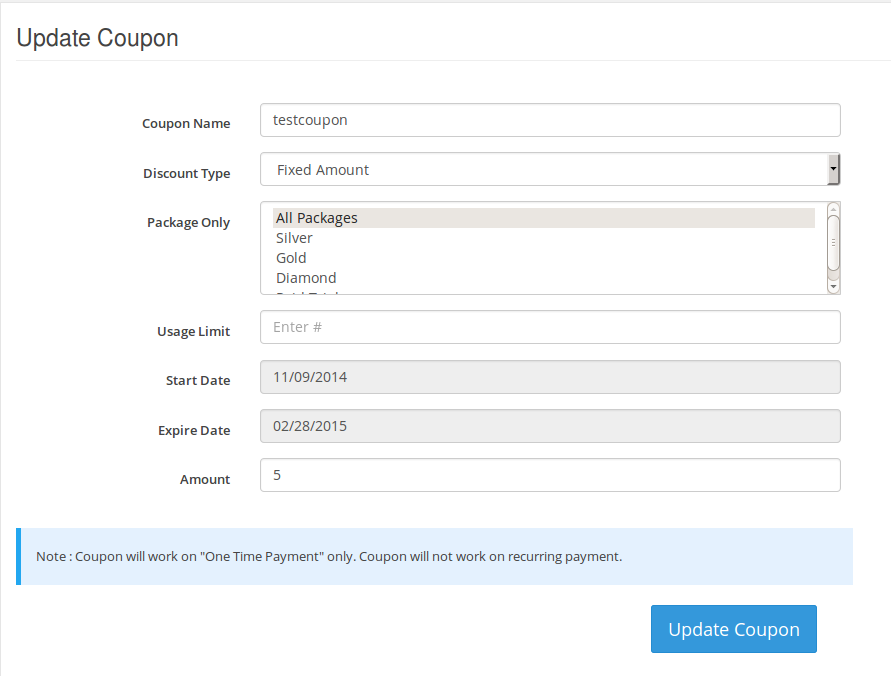 Update Coupon
Coupon Name testcoupon
Discount Type Fixed Amount
Package Only All Packages
Silver
Gold
Diamond
Usage Limit Enter #
Start Date 11/09/2014
Expire Date 02/28/2015
Amount 5
Note : Coupon will work on "One Time Payment" only. Coupon will not work on recurring payment.
Update Coupon